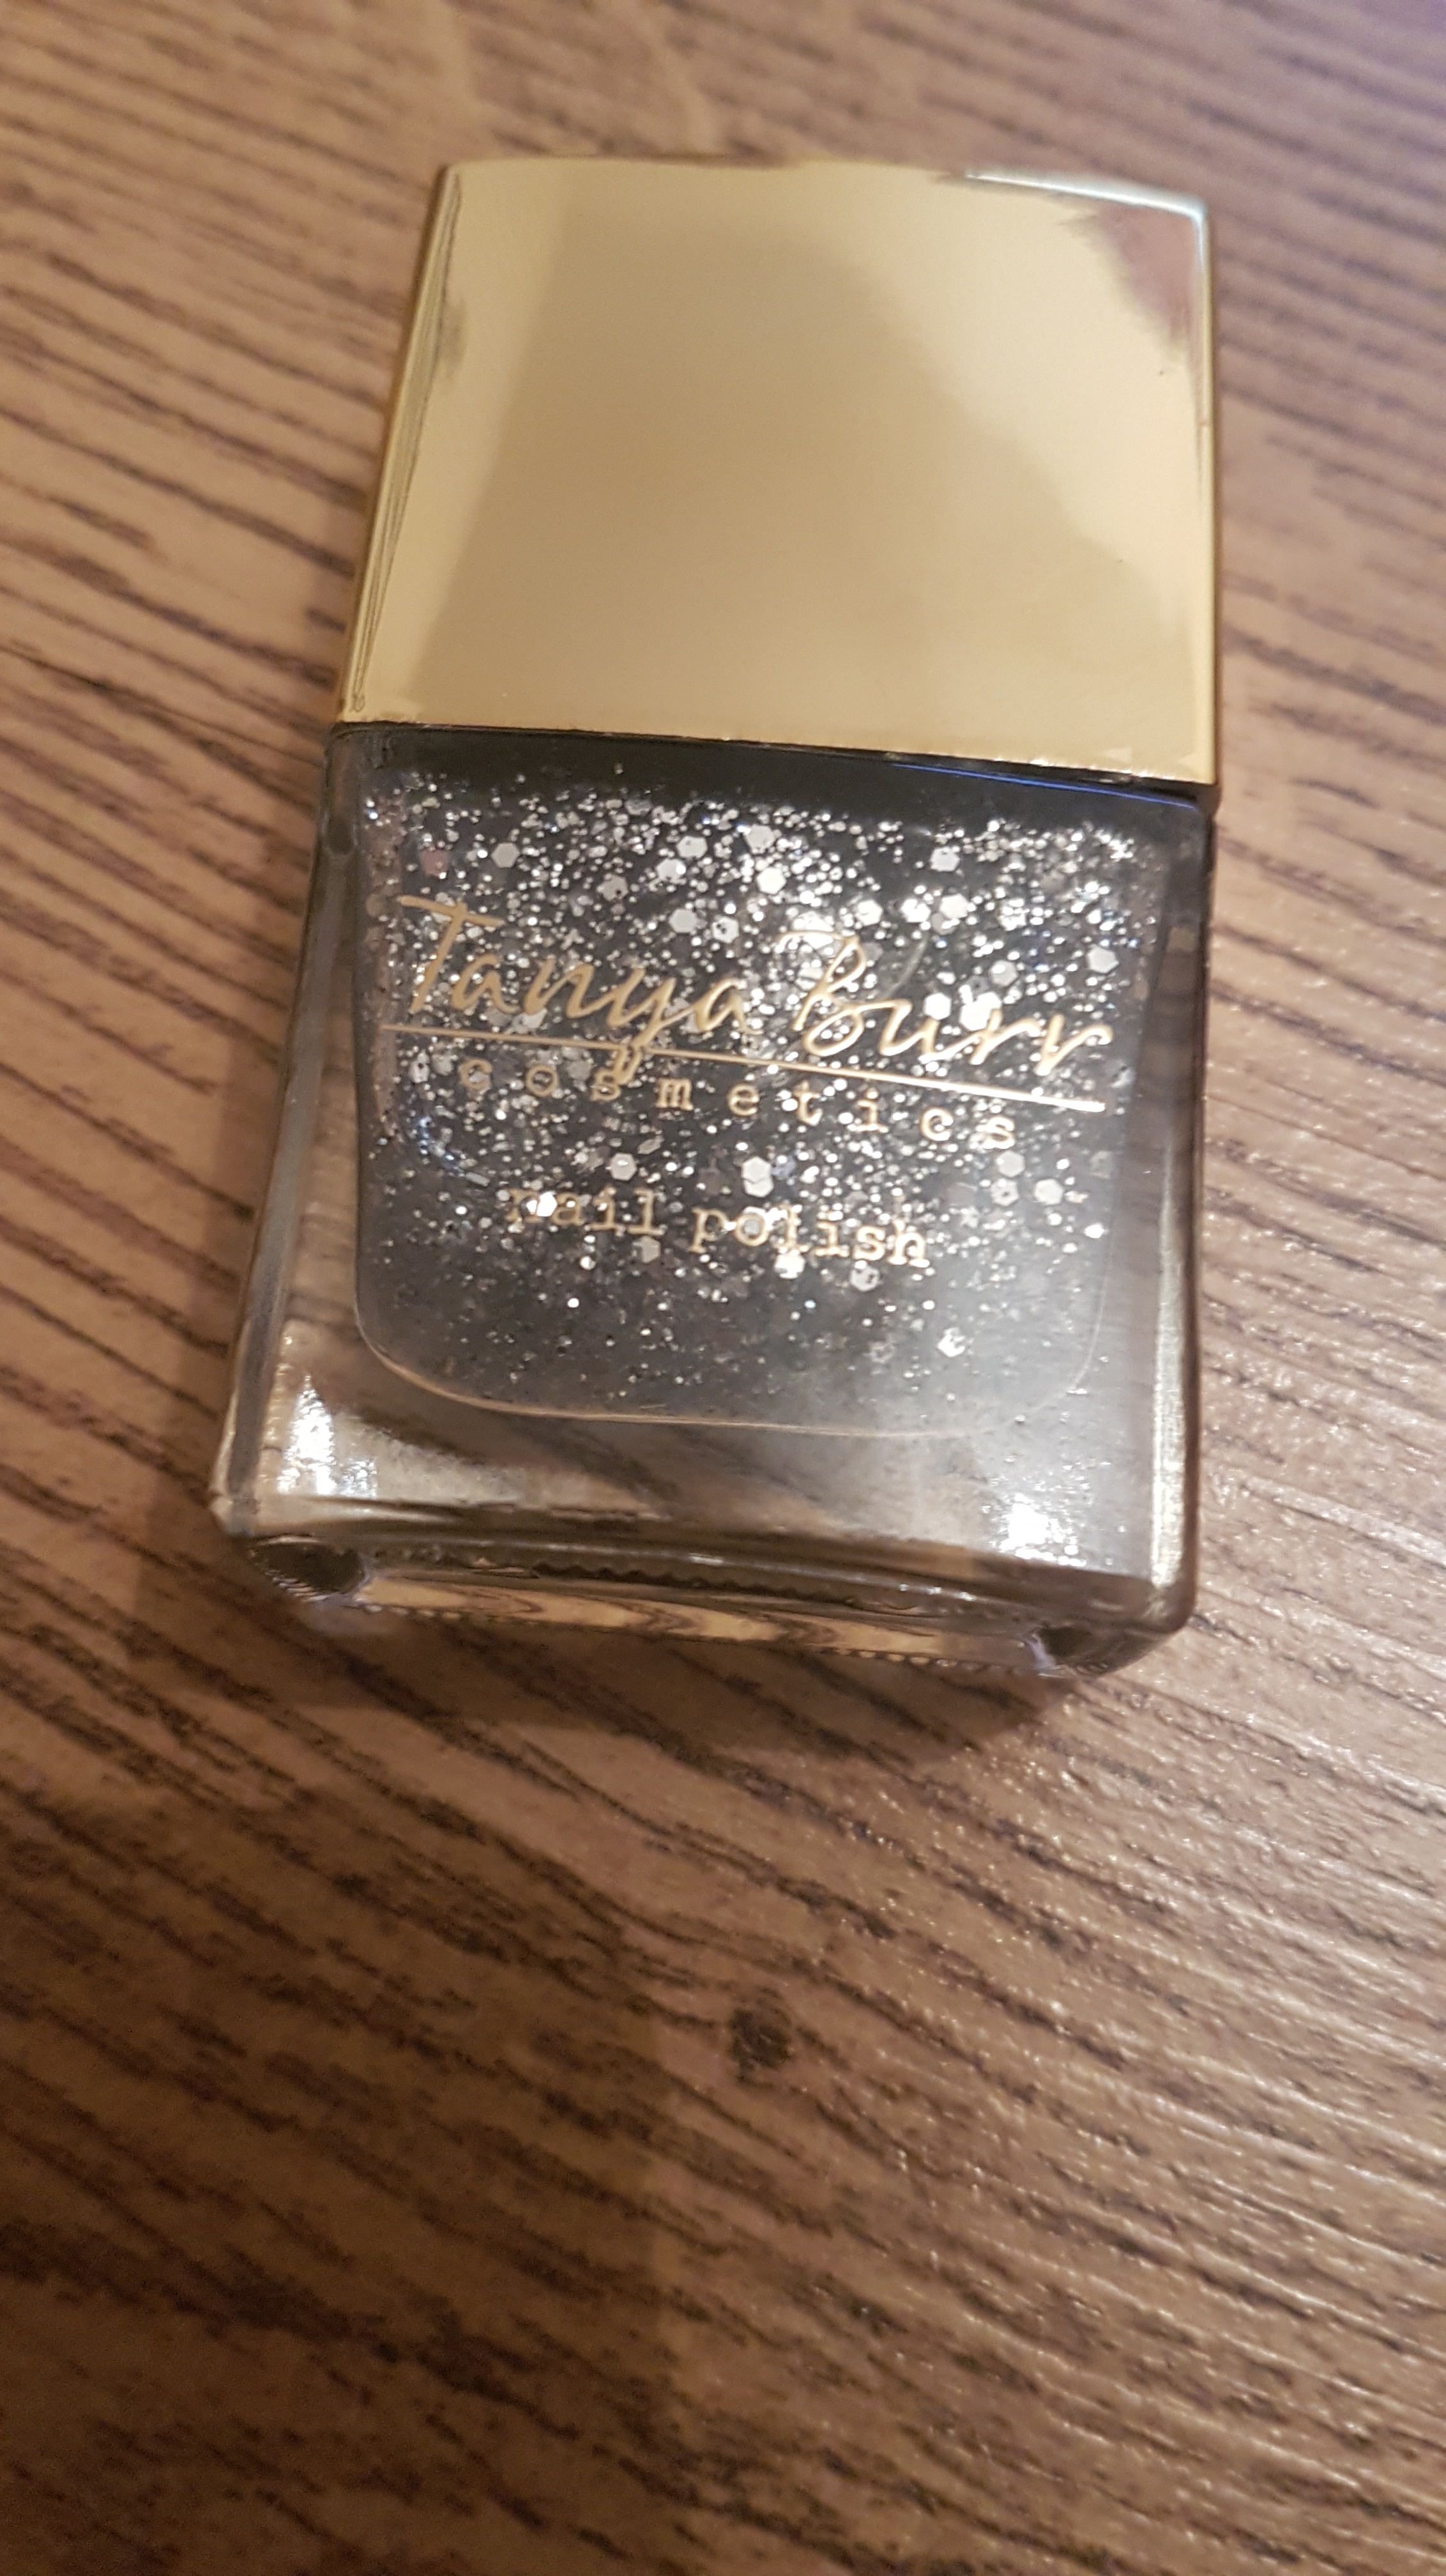 Tanya Burr
cosmetics
nail polish